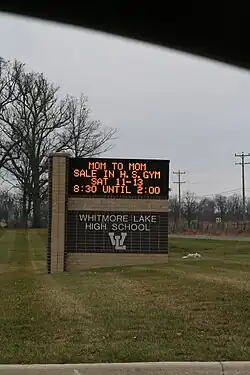 MOM TO MOM
SALE IN H.S.GYM
SAT 11-13
8:30 UNTIL 2:00
WHITMORE LAKE
HIGH SCHOOL
WL